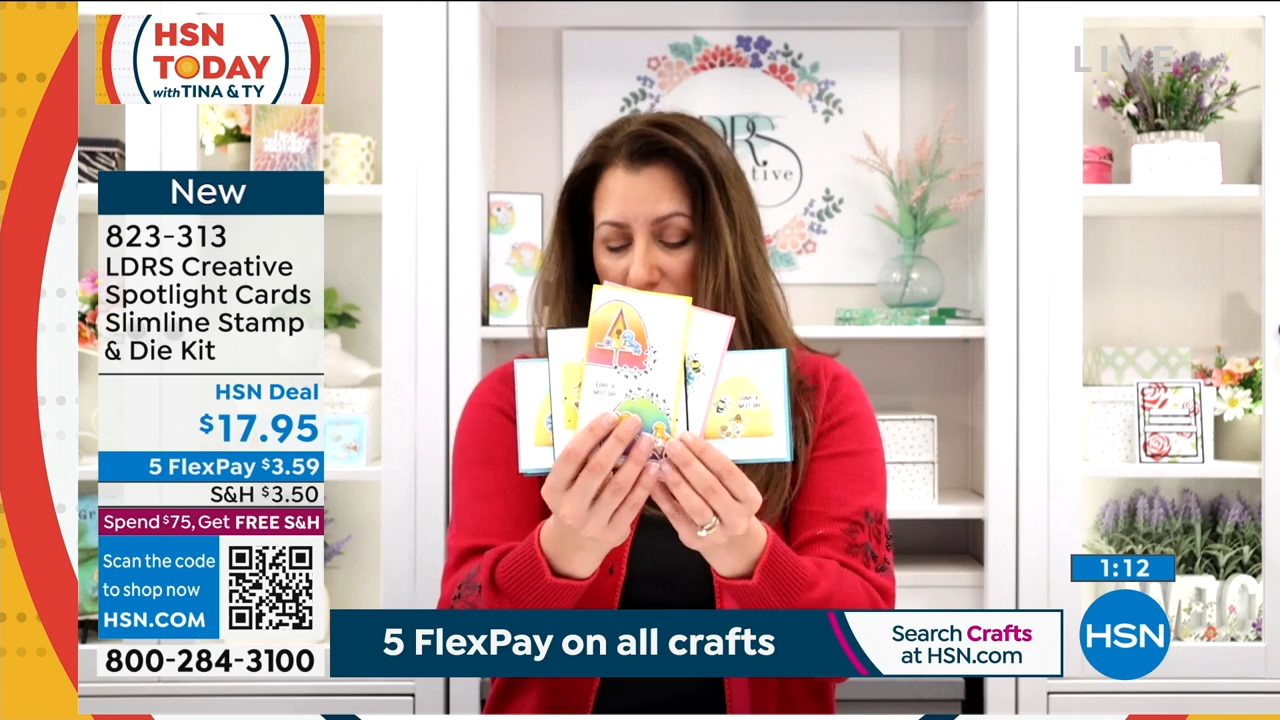 HSN
TODAY
with TINA & TY
New
823-313
LDRS Creative
Spotlight Cards
Slimline Stamp
& Die Kit
HSN Deal
$17.95
5 FlexPay $3.59
S&H $3.50
Spend $75, Get FREE S&H
Scan the code
to shop now
HSN.COM
800-284-3100
5 FlexPay on all crafts
Search Crafts
at HSN.com
LIVE
1:12
HSN